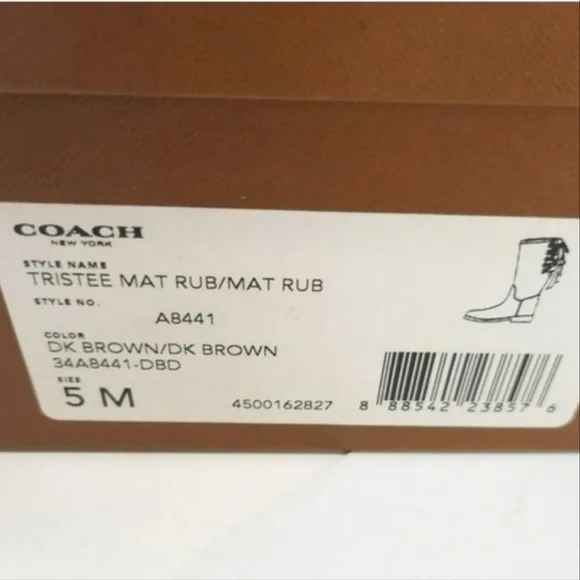 COACH
NEW YORK
STYLE NAME
TRISTEE MAT RUB/MAT RUB
STYLE NO.
A8441
COLOR
DK BROWN/DK BROWN
34A8441-DBD
SIZE
5 M
4500162827
8 88542 23857 6